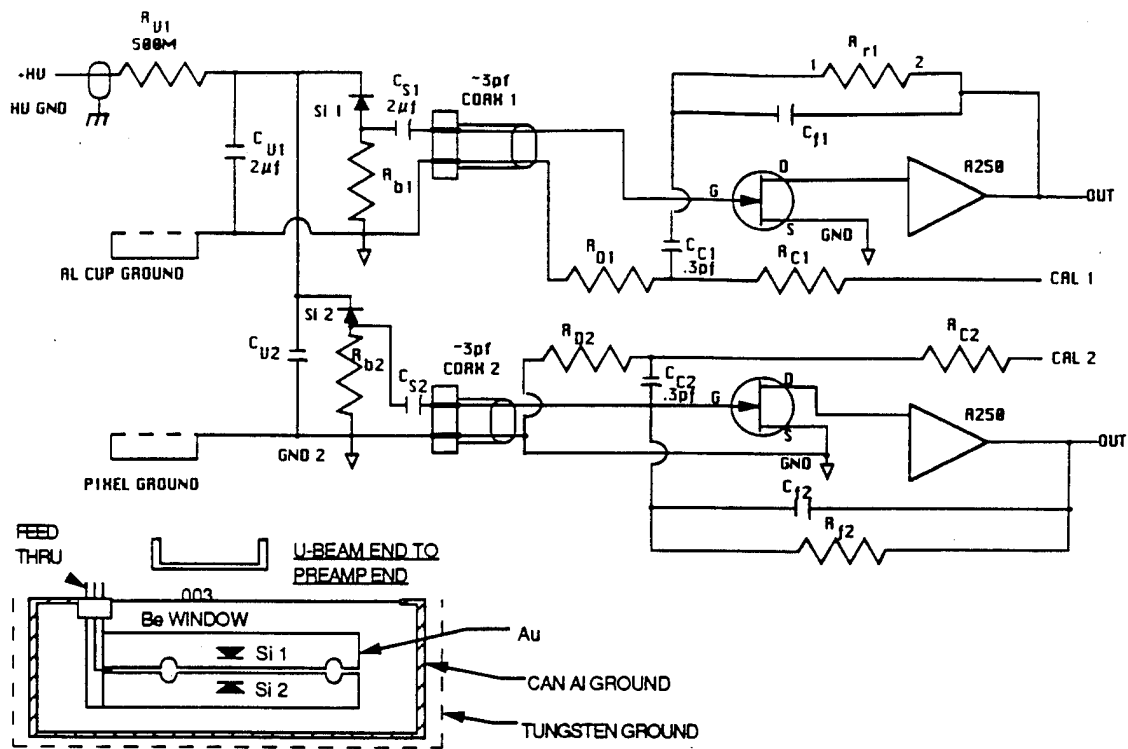 R U1
500M
+HV
HV GND
C U1
2μf
Si 1
C S1
2μf
R b1
~3pf
COAX 1
1 R r1 2
C f1
D
A250
G
S
GND
OUT
AL CUP GROUND
R D1
C C1
.3pf
R C1
CAL 1
Si 2
C U2
R b2
C S2
~3pf
COAX 2
R D2
C C2
.3pf
R C2
CAL 2
G
D
A250
S
GND
OUT
GND 2
PIXEL GROUND
C f2
R f2
FEED
THRU
U-BEAM END TO
PREAMP END
.003
Be WINDOW
Si 1
Si 2
Au
CAN Al GROUND
TUNGSTEN GROUND